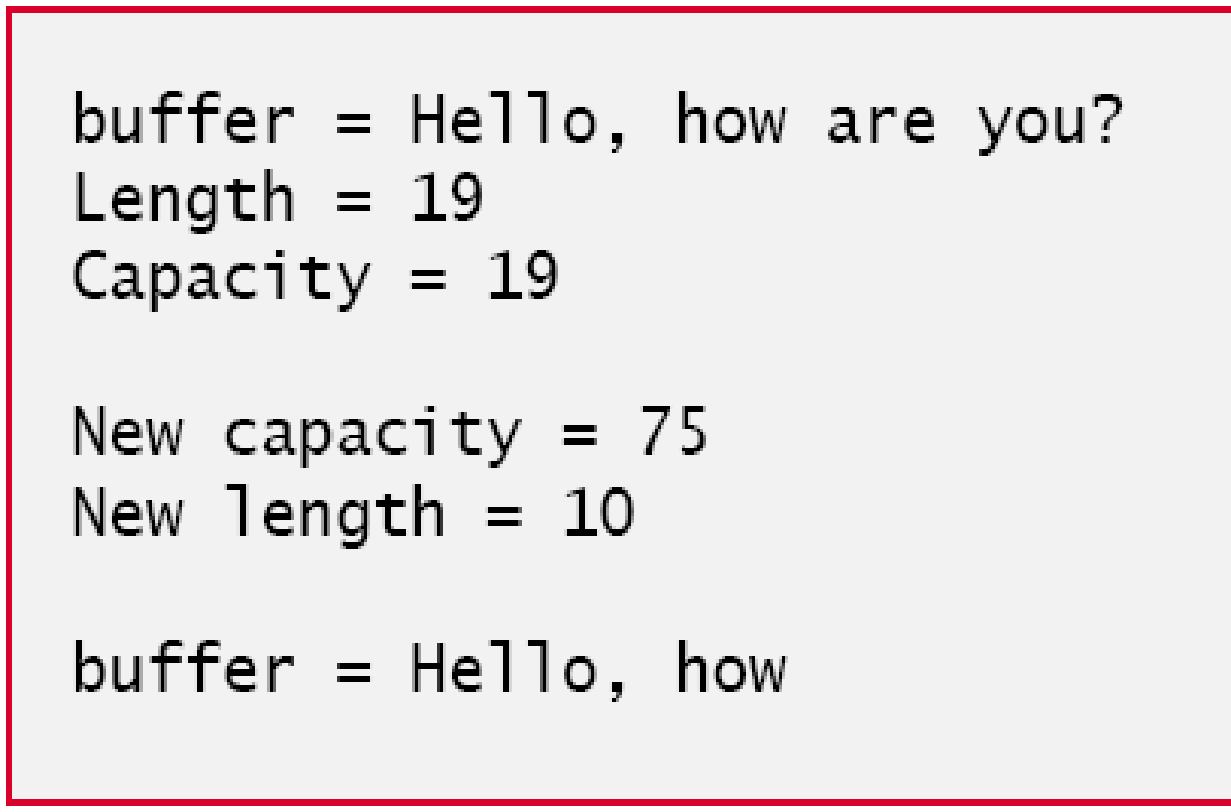 buffer = Hello, how are you?
Length = 19
Capacity = 19
New capacity = 75
New length = 10
buffer = Hello, how